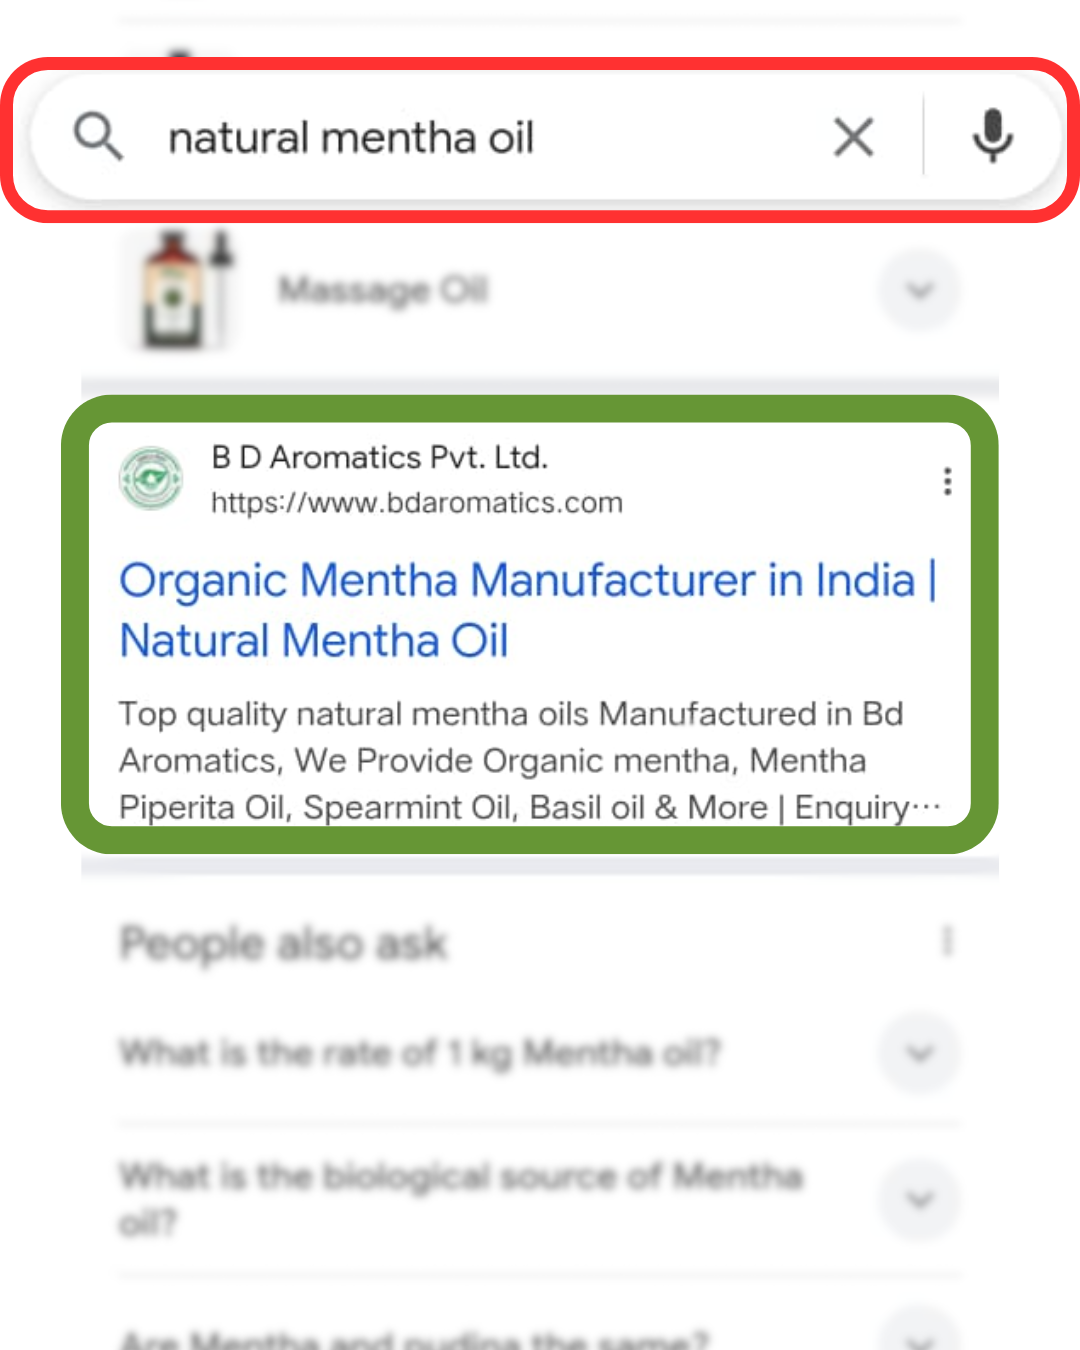 natural mentha oil
Massage Oil
B D Aromatics Pvt. Ltd.
https://www.bdaromatics.com
Organic Mentha Manufacturer in India |
Natural Mentha Oil
Top quality natural mentha oils Manufactured in Bd
Aromatics, We Provide Organic mentha, Mentha
Piperita Oil, Spearmint Oil, Basil oil & More | Enquiry…
People also ask
What is the rate of 1 kg Mentha oil?
What is the biological source of Mentha
oil?
Are Mentha and pudina the same?